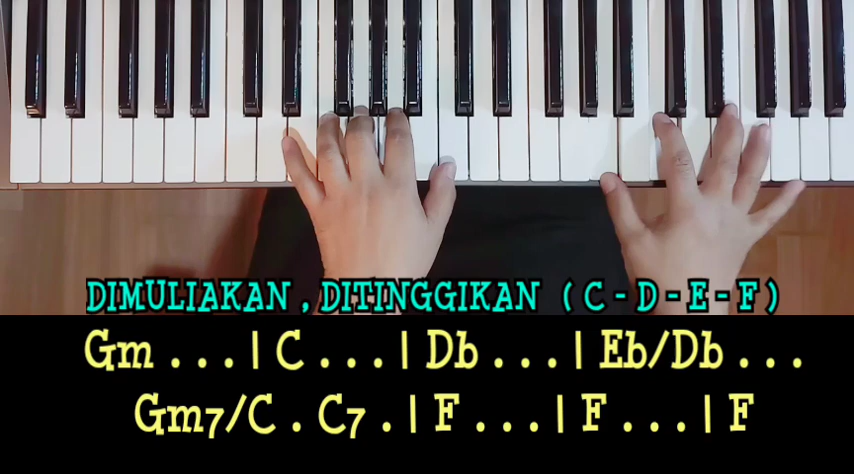 DIMULIAKAN , DITINGGIKAN ( C - D - E - F )
Gm . . . | C . . . | Db . . . | Eb/Db . . .
Gm7/C . C7 . | F . . . | F . . . | F